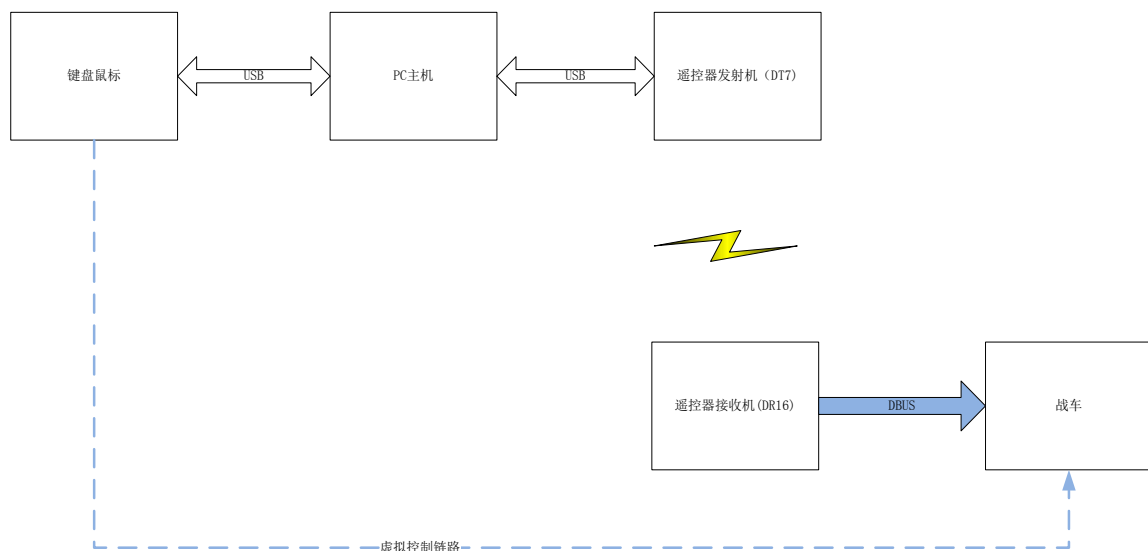 键盘鼠标
USB
PC主机
USB
遥控器发射机（DT7)
遥控器接收机(DR16)
DBUS
战车
虚拟控制链路